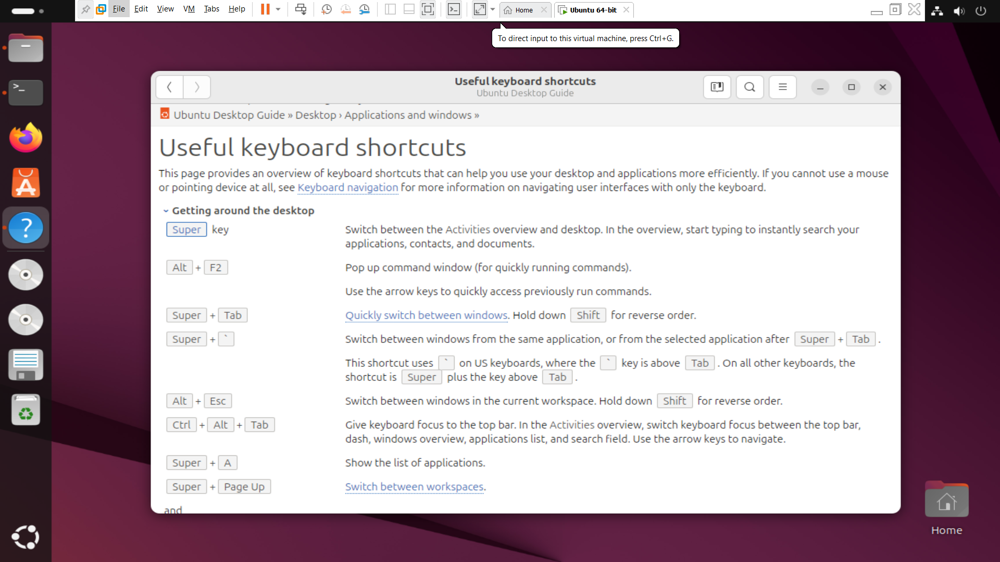 File Edit View VM Tabs Help
Home
Ubuntu 64-bit
To direct input to this virtual machine, press Ctrl+G.
Useful keyboard shortcuts
Ubuntu Desktop Guide
Ubuntu Desktop Guide » Desktop › Applications and windows »
Useful keyboard shortcuts
This page provides an overview of keyboard shortcuts that can help you use your desktop and applications more efficiently. If you cannot use a mouse
or pointing device at all, see Keyboard navigation for more information on navigating user interfaces with only the keyboard.
Getting around the desktop
Super key
Switch between the Activities overview and desktop. In the overview, start typing to instantly search your
applications, contacts, and documents.
Alt + F2
Pop up command window (for quickly running commands).
Use the arrow keys to quickly access previously run commands.
Super + Tab
Quickly switch between windows. Hold down Shift for reverse order.
Super + `
Switch between windows from the same application, or from the selected application after Super + Tab .
This shortcut uses ` on US keyboards, where the ` key is above Tab . On all other keyboards, the
shortcut is Super plus the key above Tab .
Alt + Esc
Switch between windows in the current workspace. Hold down Shift for reverse order.
Ctrl + Alt + Tab
Give keyboard focus to the top bar. In the Activities overview, switch keyboard focus between the top bar,
dash, windows overview, applications list, and search field. Use the arrow keys to navigate.
Super + A
Show the list of applications.
Super + Page Up
Switch between workspaces.
and
Home